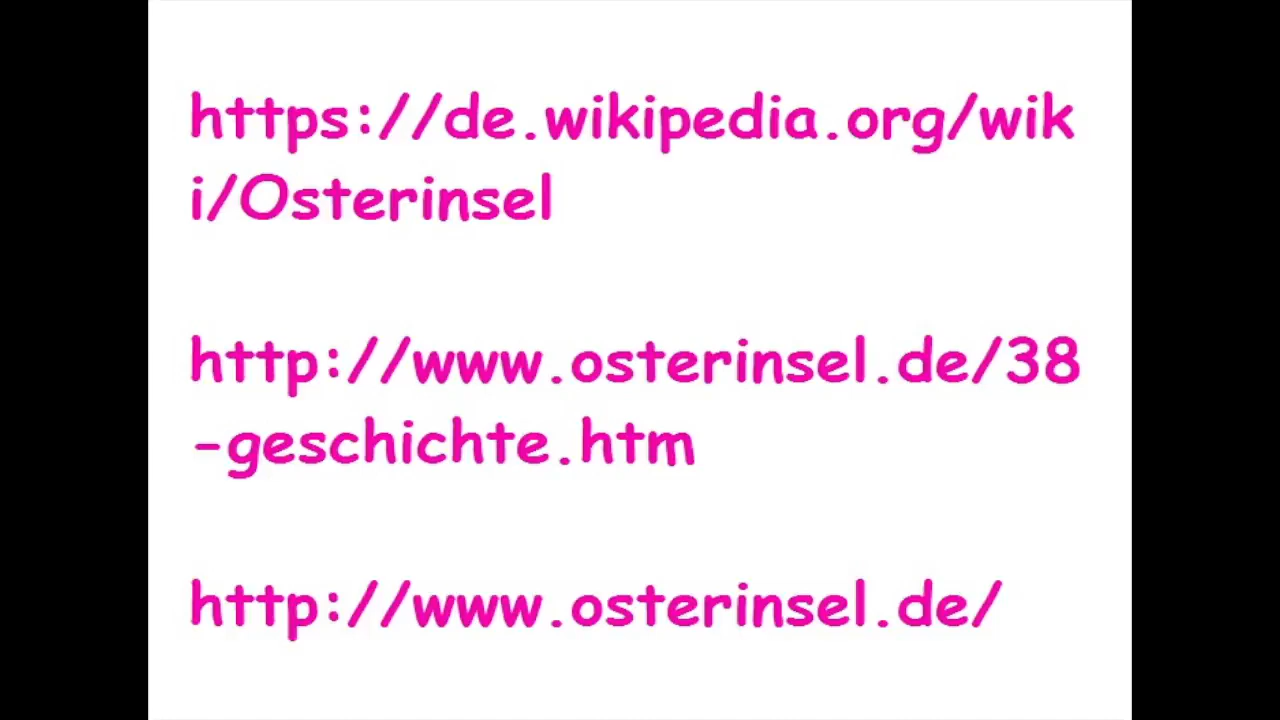 https://de.wikipedia.org/wik
i/Osterinsel
http://www.osterinsel.de/38
-geschichte.htm
http://www.osterinsel.de/